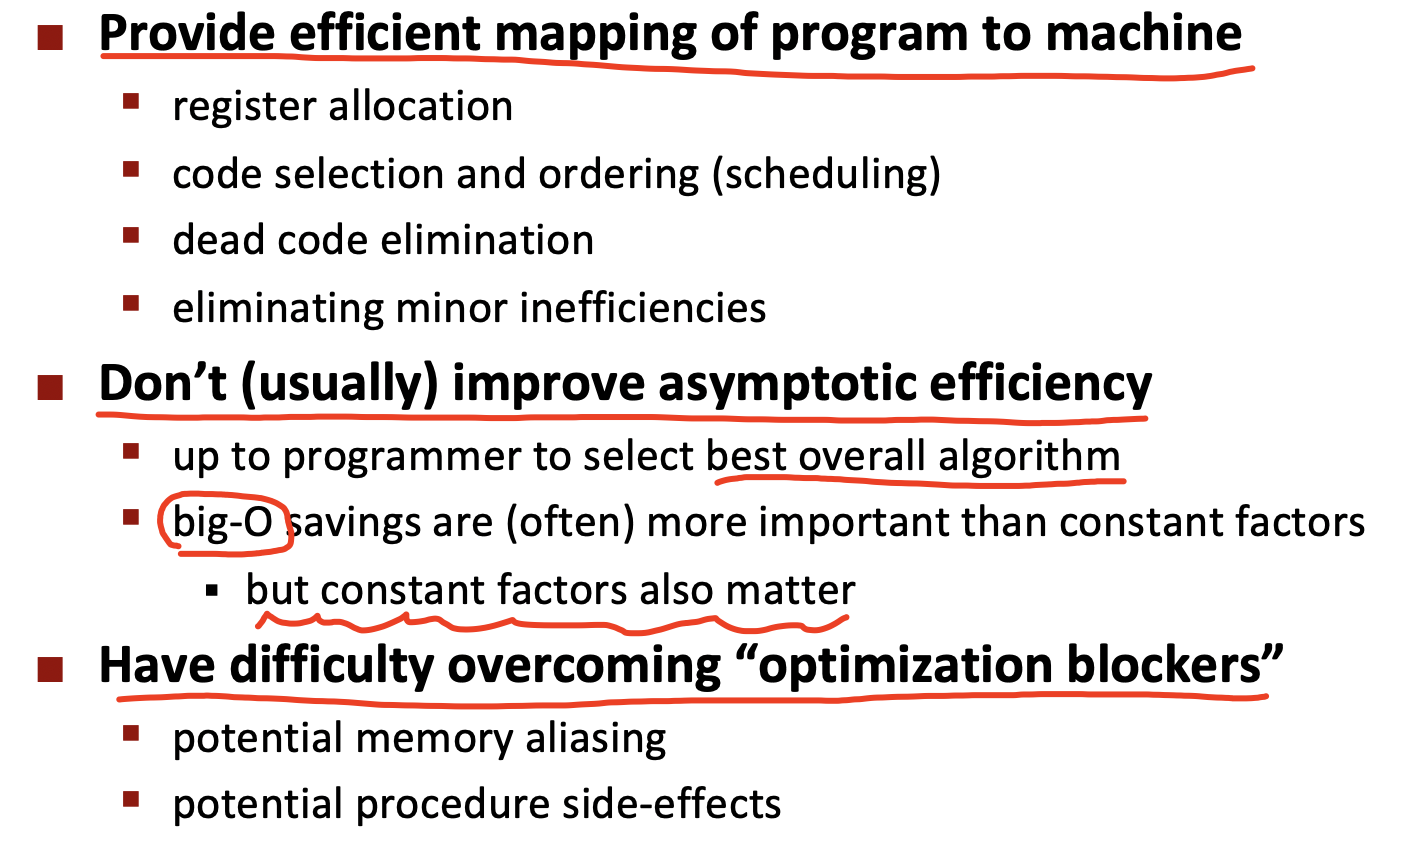 Provide efficient mapping of program to machine
register allocation
code selection and ordering (scheduling)
dead code elimination
eliminating minor inefficiencies
Don’t (usually) improve asymptotic efficiency
up to programmer to select best overall algorithm
big-O savings are (often) more important than constant factors
but constant factors also matter
Have difficulty overcoming “optimization blockers”
potential memory aliasing
potential procedure side-effects